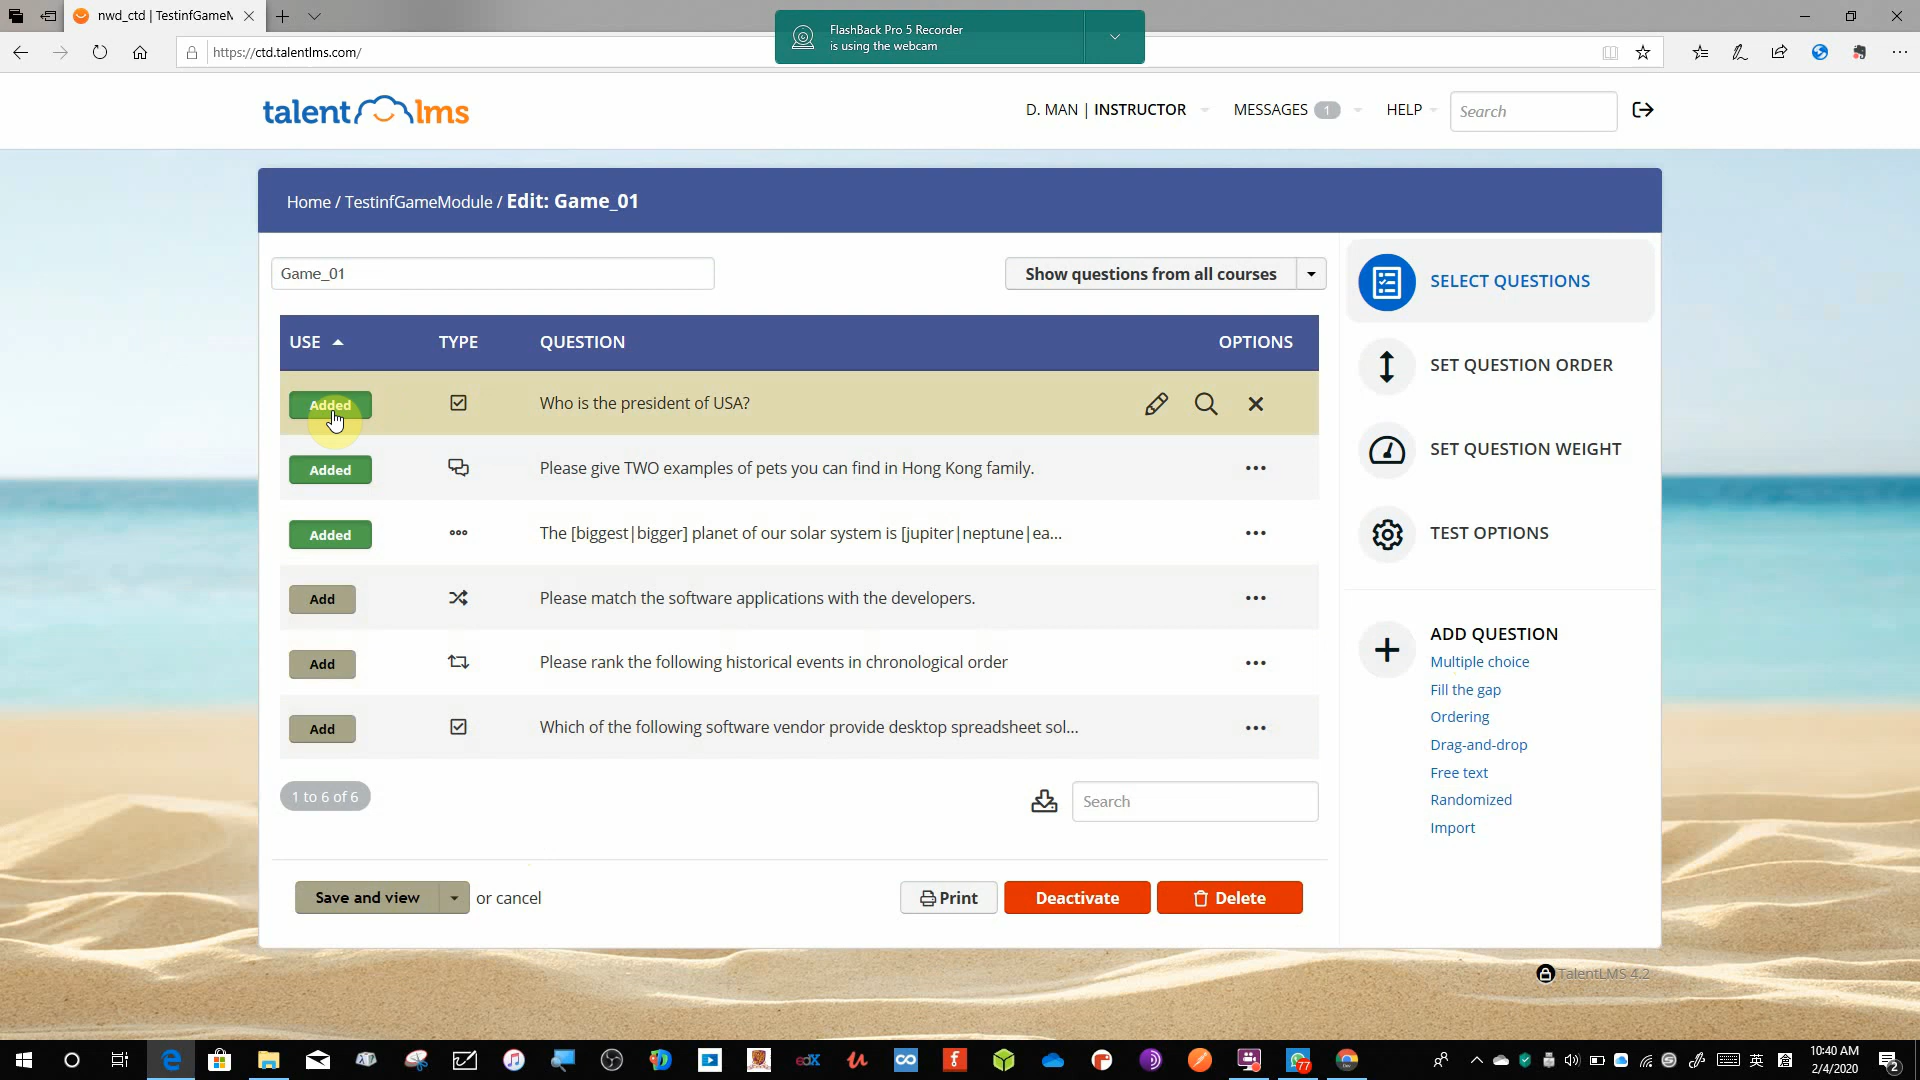 nwd_ctd | TestinfGameM
FlashBack Pro 5 Recorder
is using the webcam
https://ctd.talentlms.com/
talent lms
D. MAN | INSTRUCTOR
MESSAGES 1
HELP
Search
Home / TestinfGameModule / Edit: Game_01
Game_01
Show questions from all courses
USE TYPE QUESTION OPTIONS
Added Who is the president of USA?
Added Please give TWO examples of pets you can find in Hong Kong family.
Added The [biggest|bigger] planet of our solar system is [jupiter|neptune|ea...
Add Please match the software applications with the developers.
Add Please rank the following historical events in chronological order
Add Which of the following software vendor provide desktop spreadsheet sol...
1 to 6 of 6
Search
Save and view or cancel
Print
Deactivate
Delete
SELECT QUESTIONS
SET QUESTION ORDER
SET QUESTION WEIGHT
TEST OPTIONS
ADD QUESTION
Multiple choice
Fill the gap
Ordering
Drag-and-drop
Free text
Randomized
Import
TalentLMS 4.2
edX
77
英
10:40 AM
2/4/2020
2